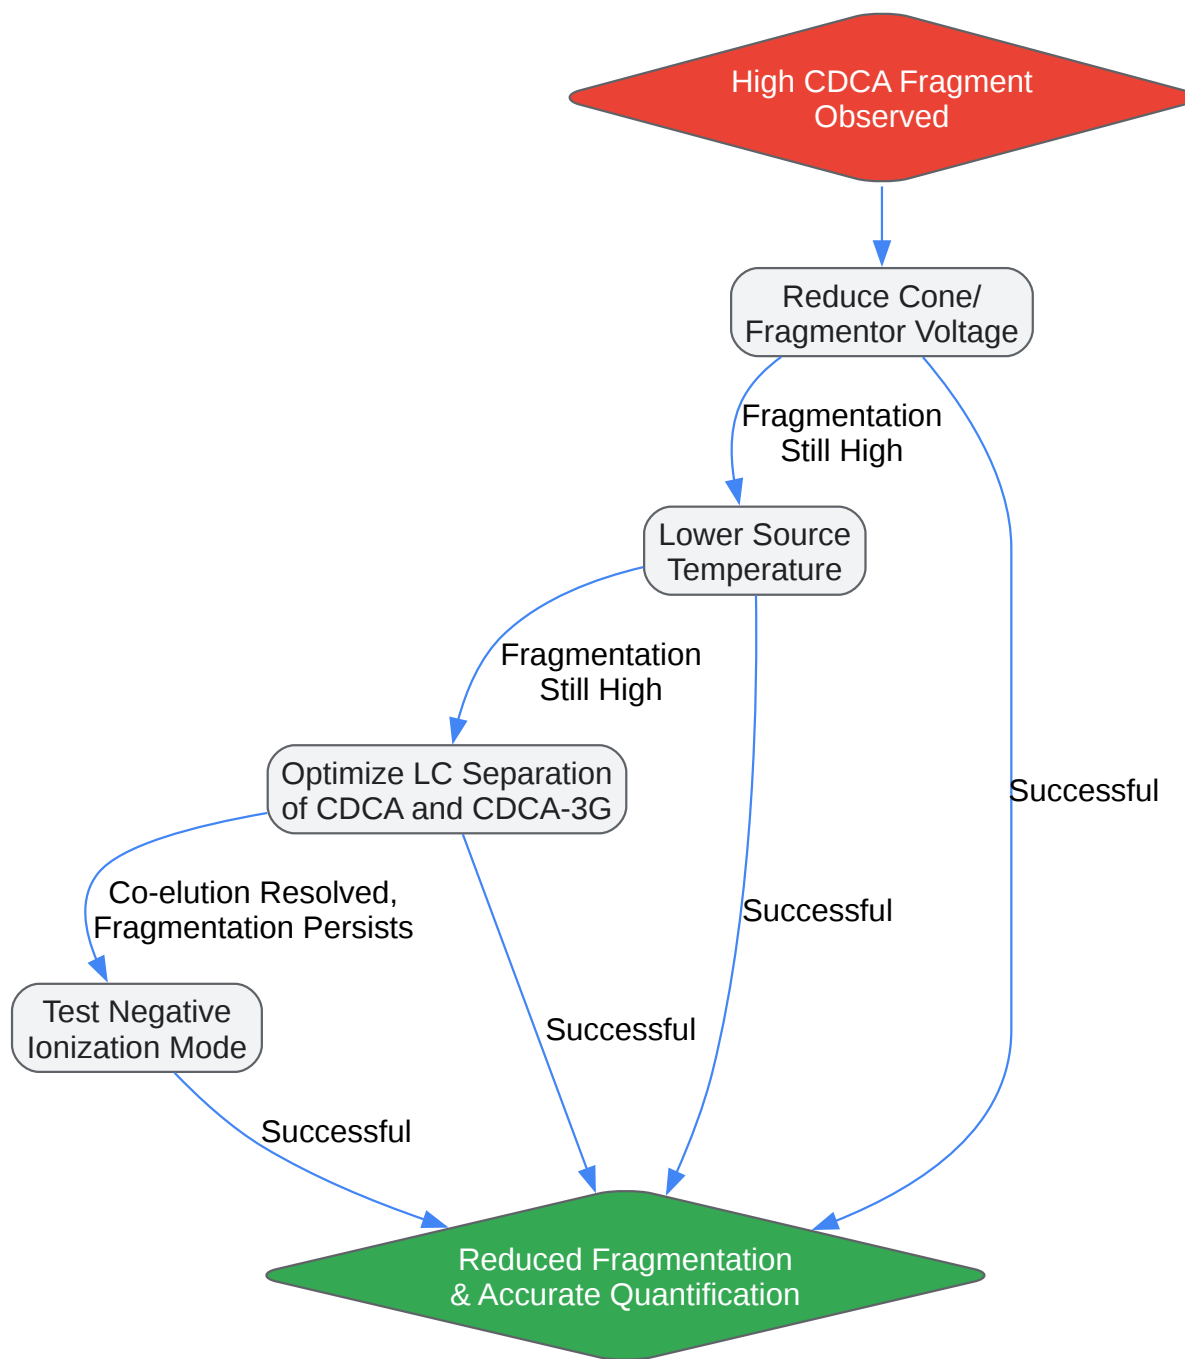 High CDCA Fragment
Observed
Reduce Cone/
Fragmentor Voltage
Fragmentation
Still High
Lower Source
Temperature
Fragmentation
Still High
Optimize LC Separation
of CDCA and CDCA-3G
Successful
Co-elution Resolved,
Fragmentation Persists
Successful
Test Negative
Ionization Mode
Successful
Successful
Reduced Fragmentation
& Accurate Quantification